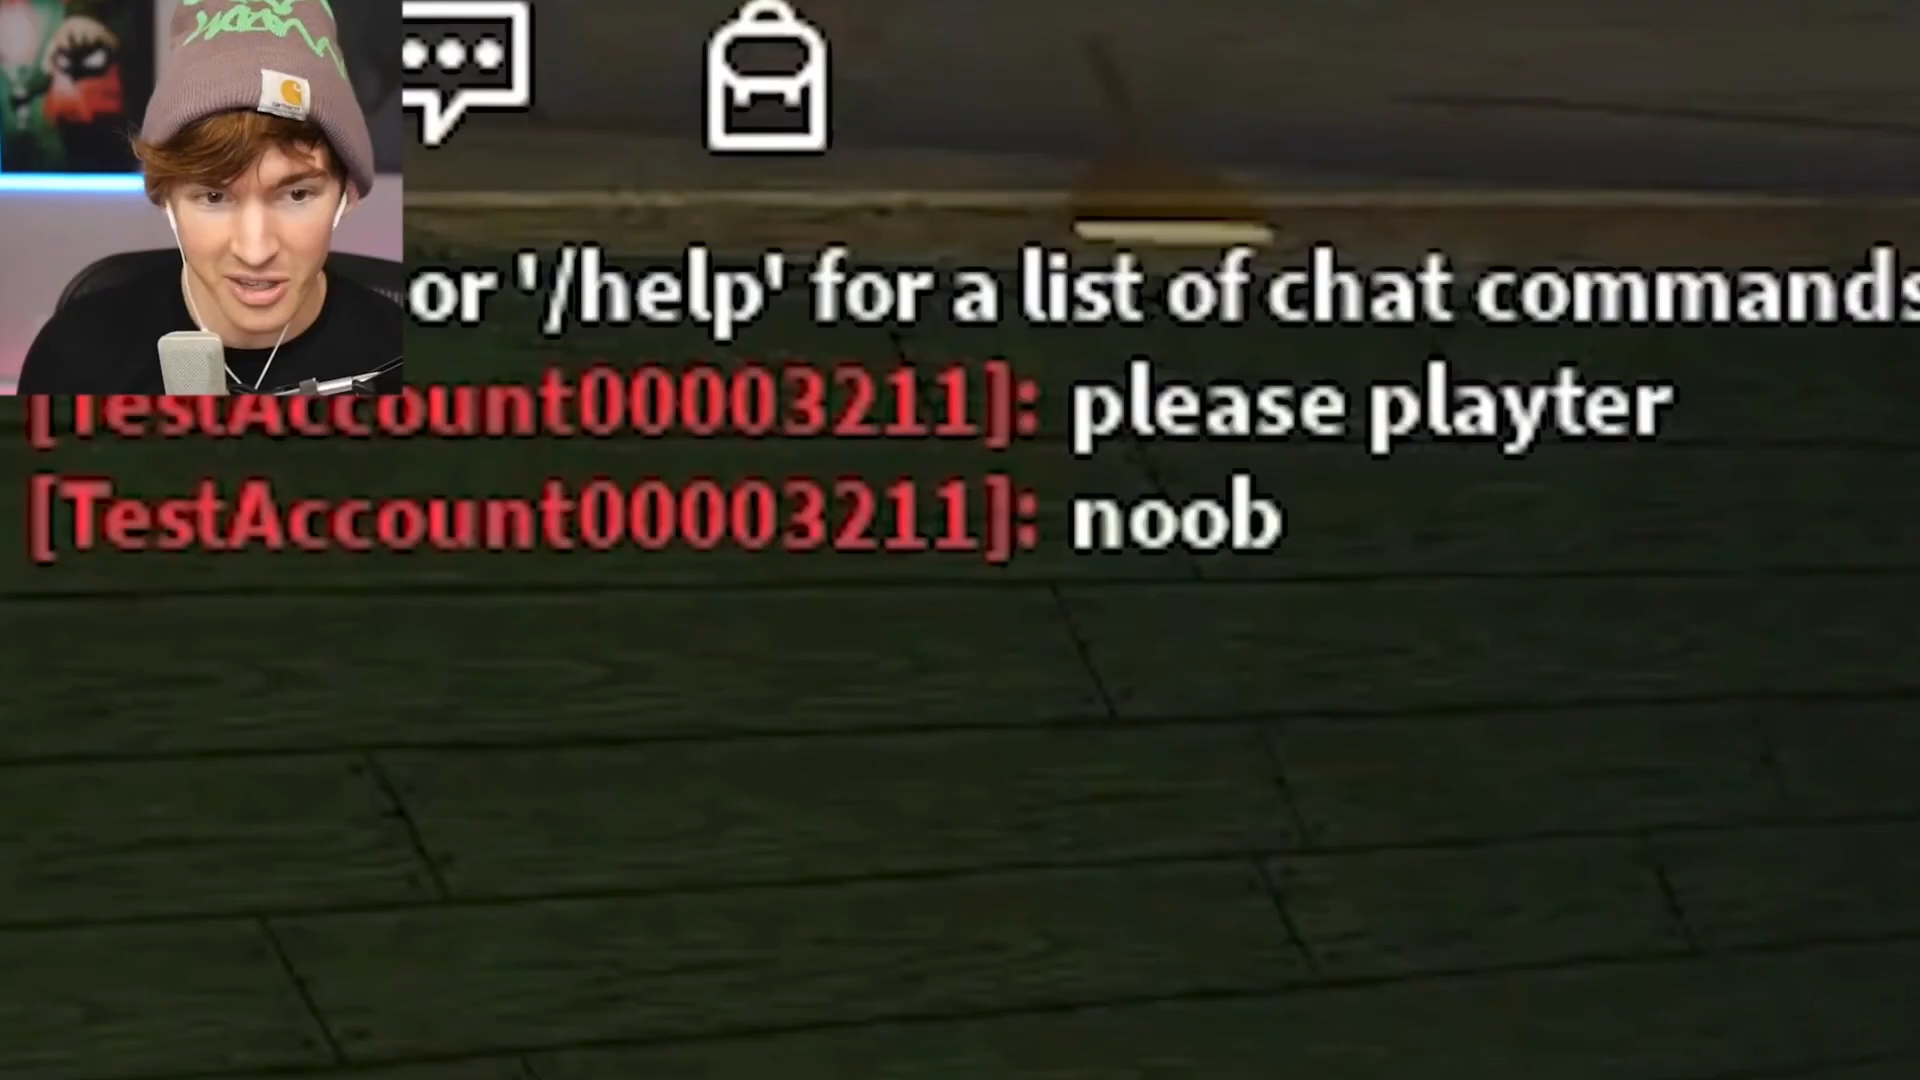 or '/help' for a list of chat commands
[TestAccount00003211]: please playter
[TestAccount00003211]: noob